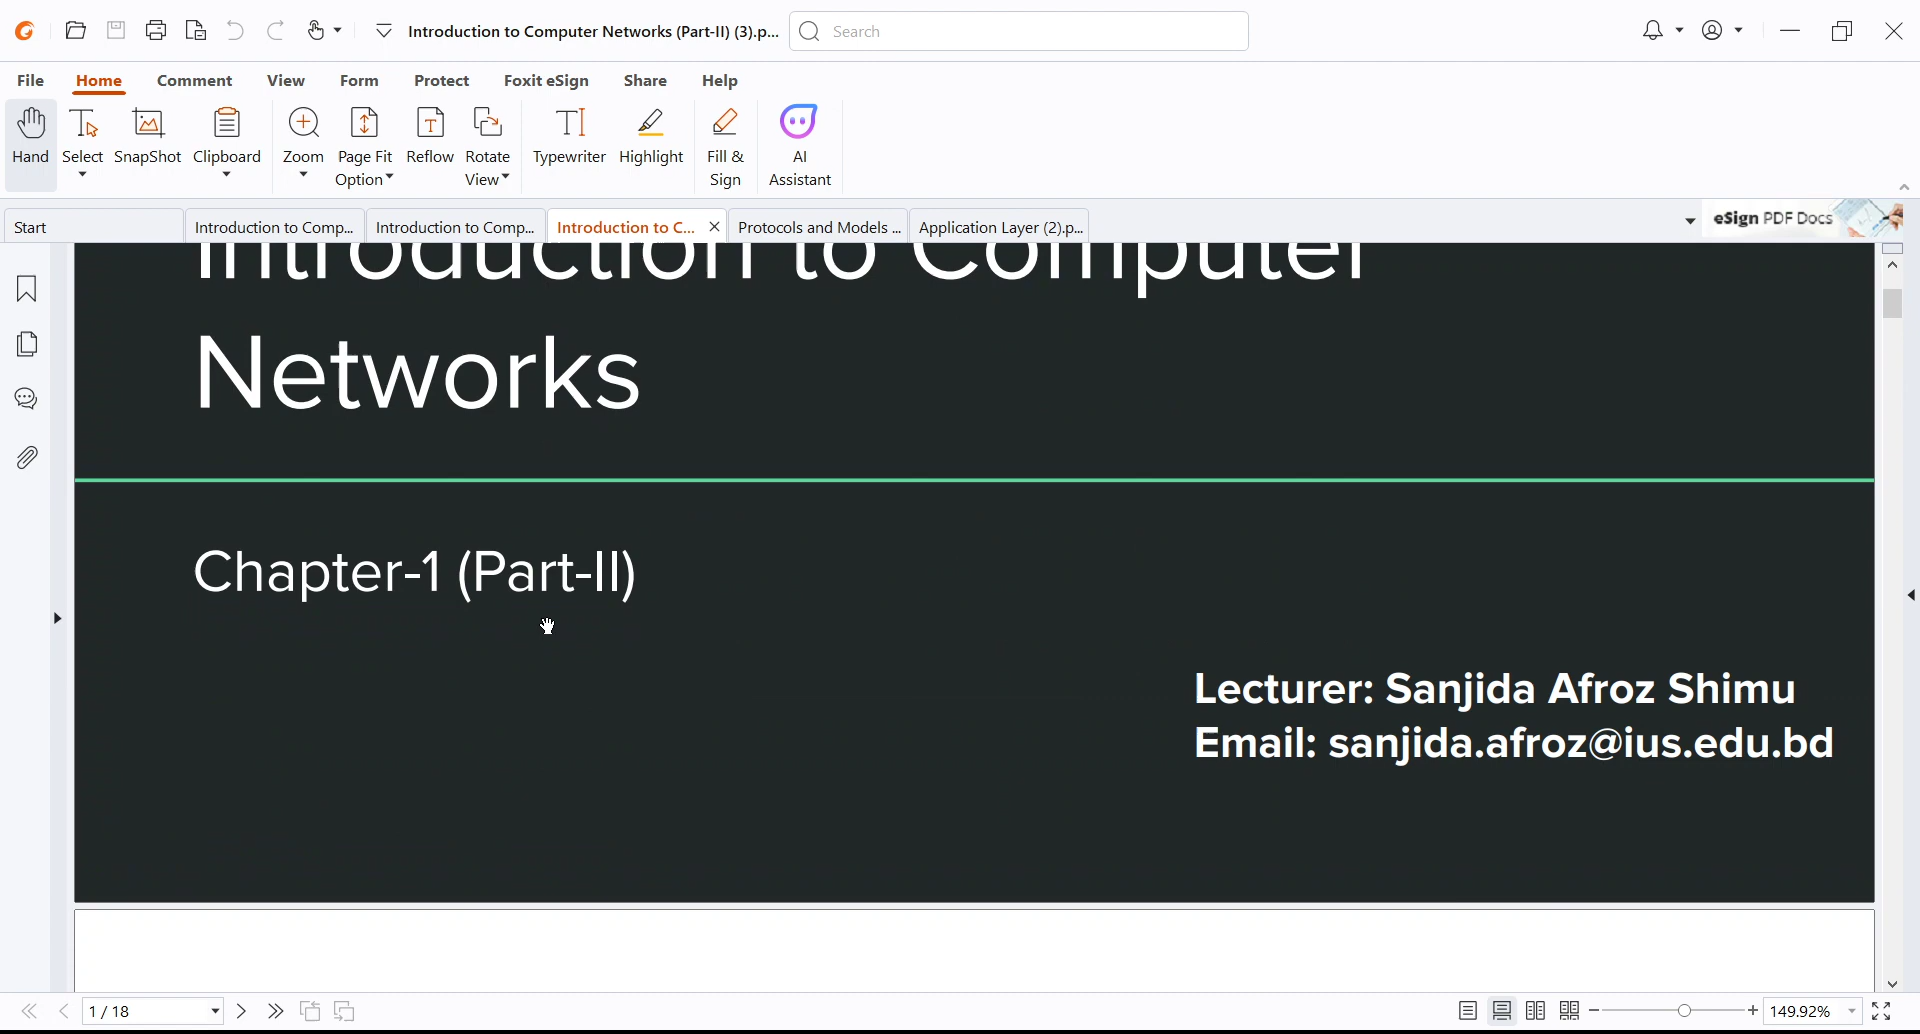 Introduction to Computer Networks (Part-II) (3).p...
Search
File Home Comment View Form Protect Foxit eSign Share Help
Hand Select SnapShot Clipboard Zoom Page Fit Option Reflow Rotate View Typewriter Highlight Fill & Sign AI Assistant
Start Introduction to Comp... Introduction to Comp... Introduction to C... Protocols and Models ... Application Layer (2).p... eSign PDF Docs
Introduction to Computer
Networks
Chapter-1 (Part-II)
Lecturer: Sanjida Afroz Shimu
Email: sanjida.afroz@ius.edu.bd
1 / 18 149.92%